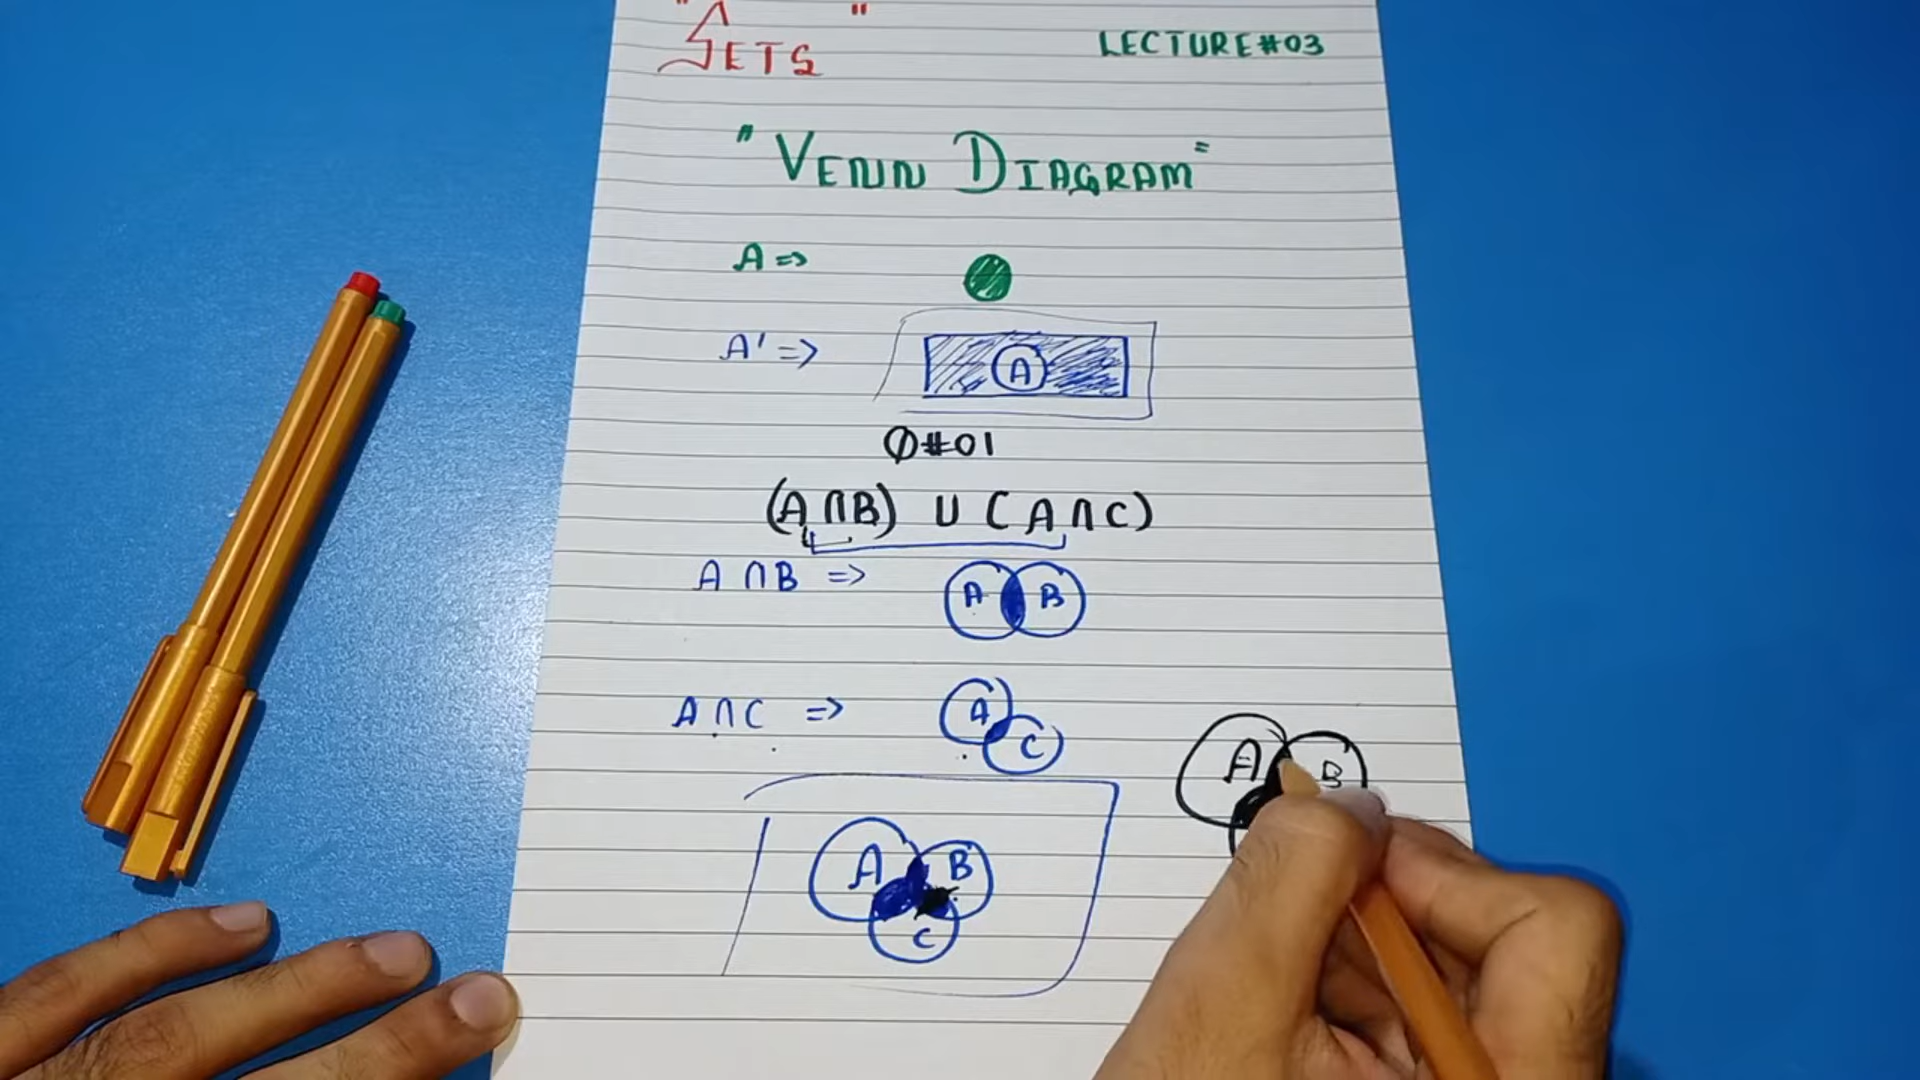 "SETS"
LECTURE#03
"VENN DIAGRAM"
A=>
A'=>
A
Q#01
(A∩B) ∪ (A∩C)
A∩B =>
A B
A∩C =>
A
C
A B
A B
C